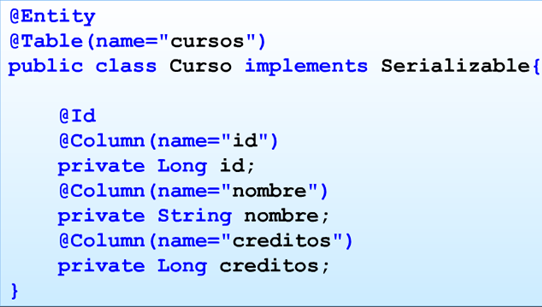 @Entity
@Table(name="cursos")
public class Curso implements Serializable{
@Id
@Column(name="id")
private Long id;
@Column(name="nombre")
private String nombre;
@Column(name="creditos")
private Long creditos;
}